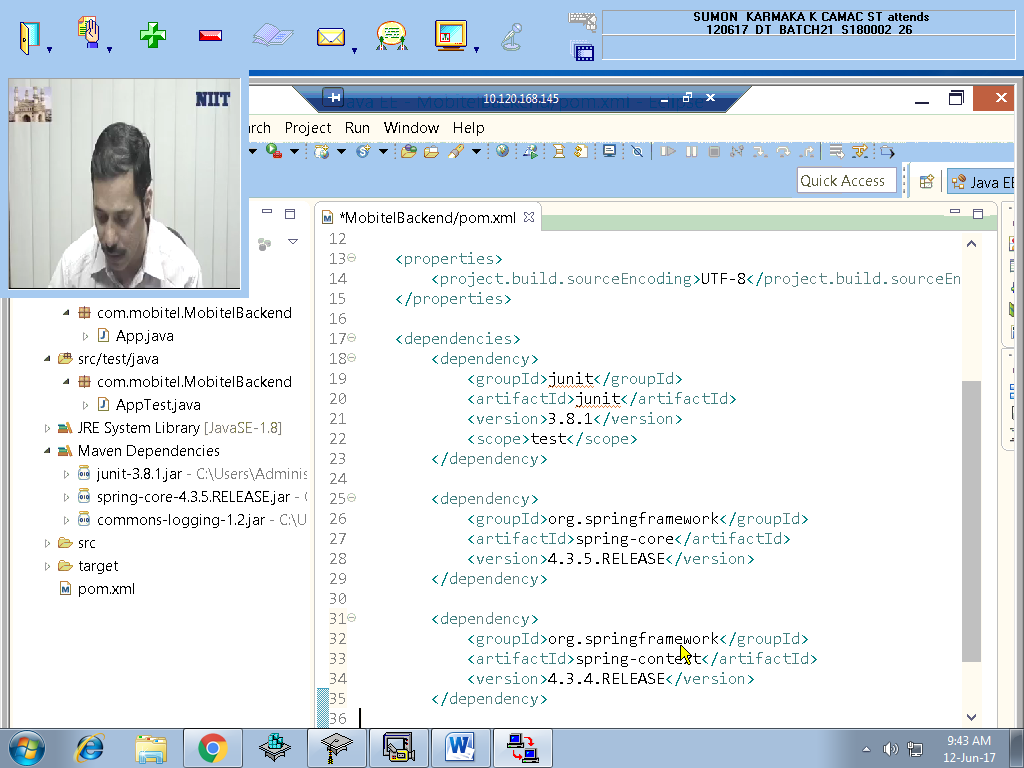 SUMON KARMAKA K CAMAC ST attends
120617_DT_BATCH21_S180002_26
NIIT
10.120.168.145
rch Project Run Window Help
Quick Access
Java EE
*MobitelBackend/pom.xml
12
13 <properties>
14 <project.build.sourceEncoding>UTF-8</project.build.sourceEn
15 </properties>
16
17 <dependencies>
18 <dependency>
19 <groupId>junit</groupId>
20 <artifactId>junit</artifactId>
21 <version>3.8.1</version>
22 <scope>test</scope>
23 </dependency>
24
25 <dependency>
26 <groupId>org.springframework</groupId>
27 <artifactId>spring-core</artifactId>
28 <version>4.3.5.RELEASE</version>
29 </dependency>
30
31 <dependency>
32 <groupId>org.springframework</groupId>
33 <artifactId>spring-context</artifactId>
34 <version>4.3.4.RELEASE</version>
35 </dependency>
36
com.mobitel.MobitelBackend
App.java
src/test/java
com.mobitel.MobitelBackend
AppTest.java
JRE System Library [JavaSE-1.8]
Maven Dependencies
junit-3.8.1.jar - C:\Users\Adminis
spring-core-4.3.5.RELEASE.jar - C
commons-logging-1.2.jar - C:\U
src
target
pom.xml
9:43 AM
12-Jun-17